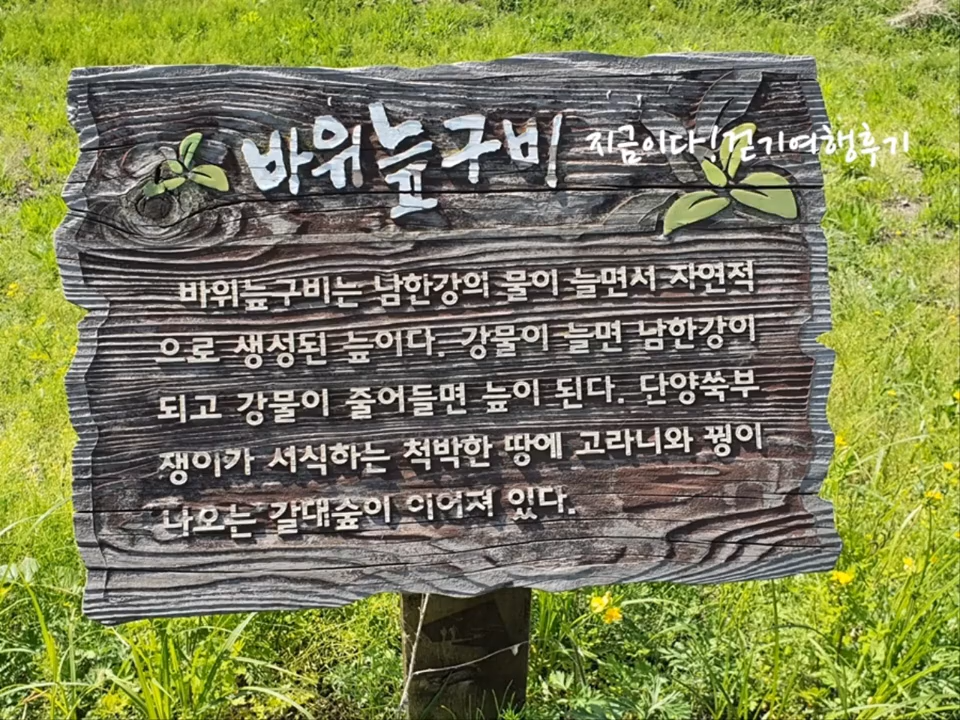 바위늪구비
지금이다! 걷기여행후기
바위늪구비는 남한강의 물이 늘면서 자연적
으로 생성된 늪이다. 강물이 늘면 남한강이
되고 강물이 줄어들면 늪이 된다. 단양쑥부
쟁이가 서식하는 척박한 땅에 고라니와 꿩이
나오는 갈대숲이 이어져 있다.